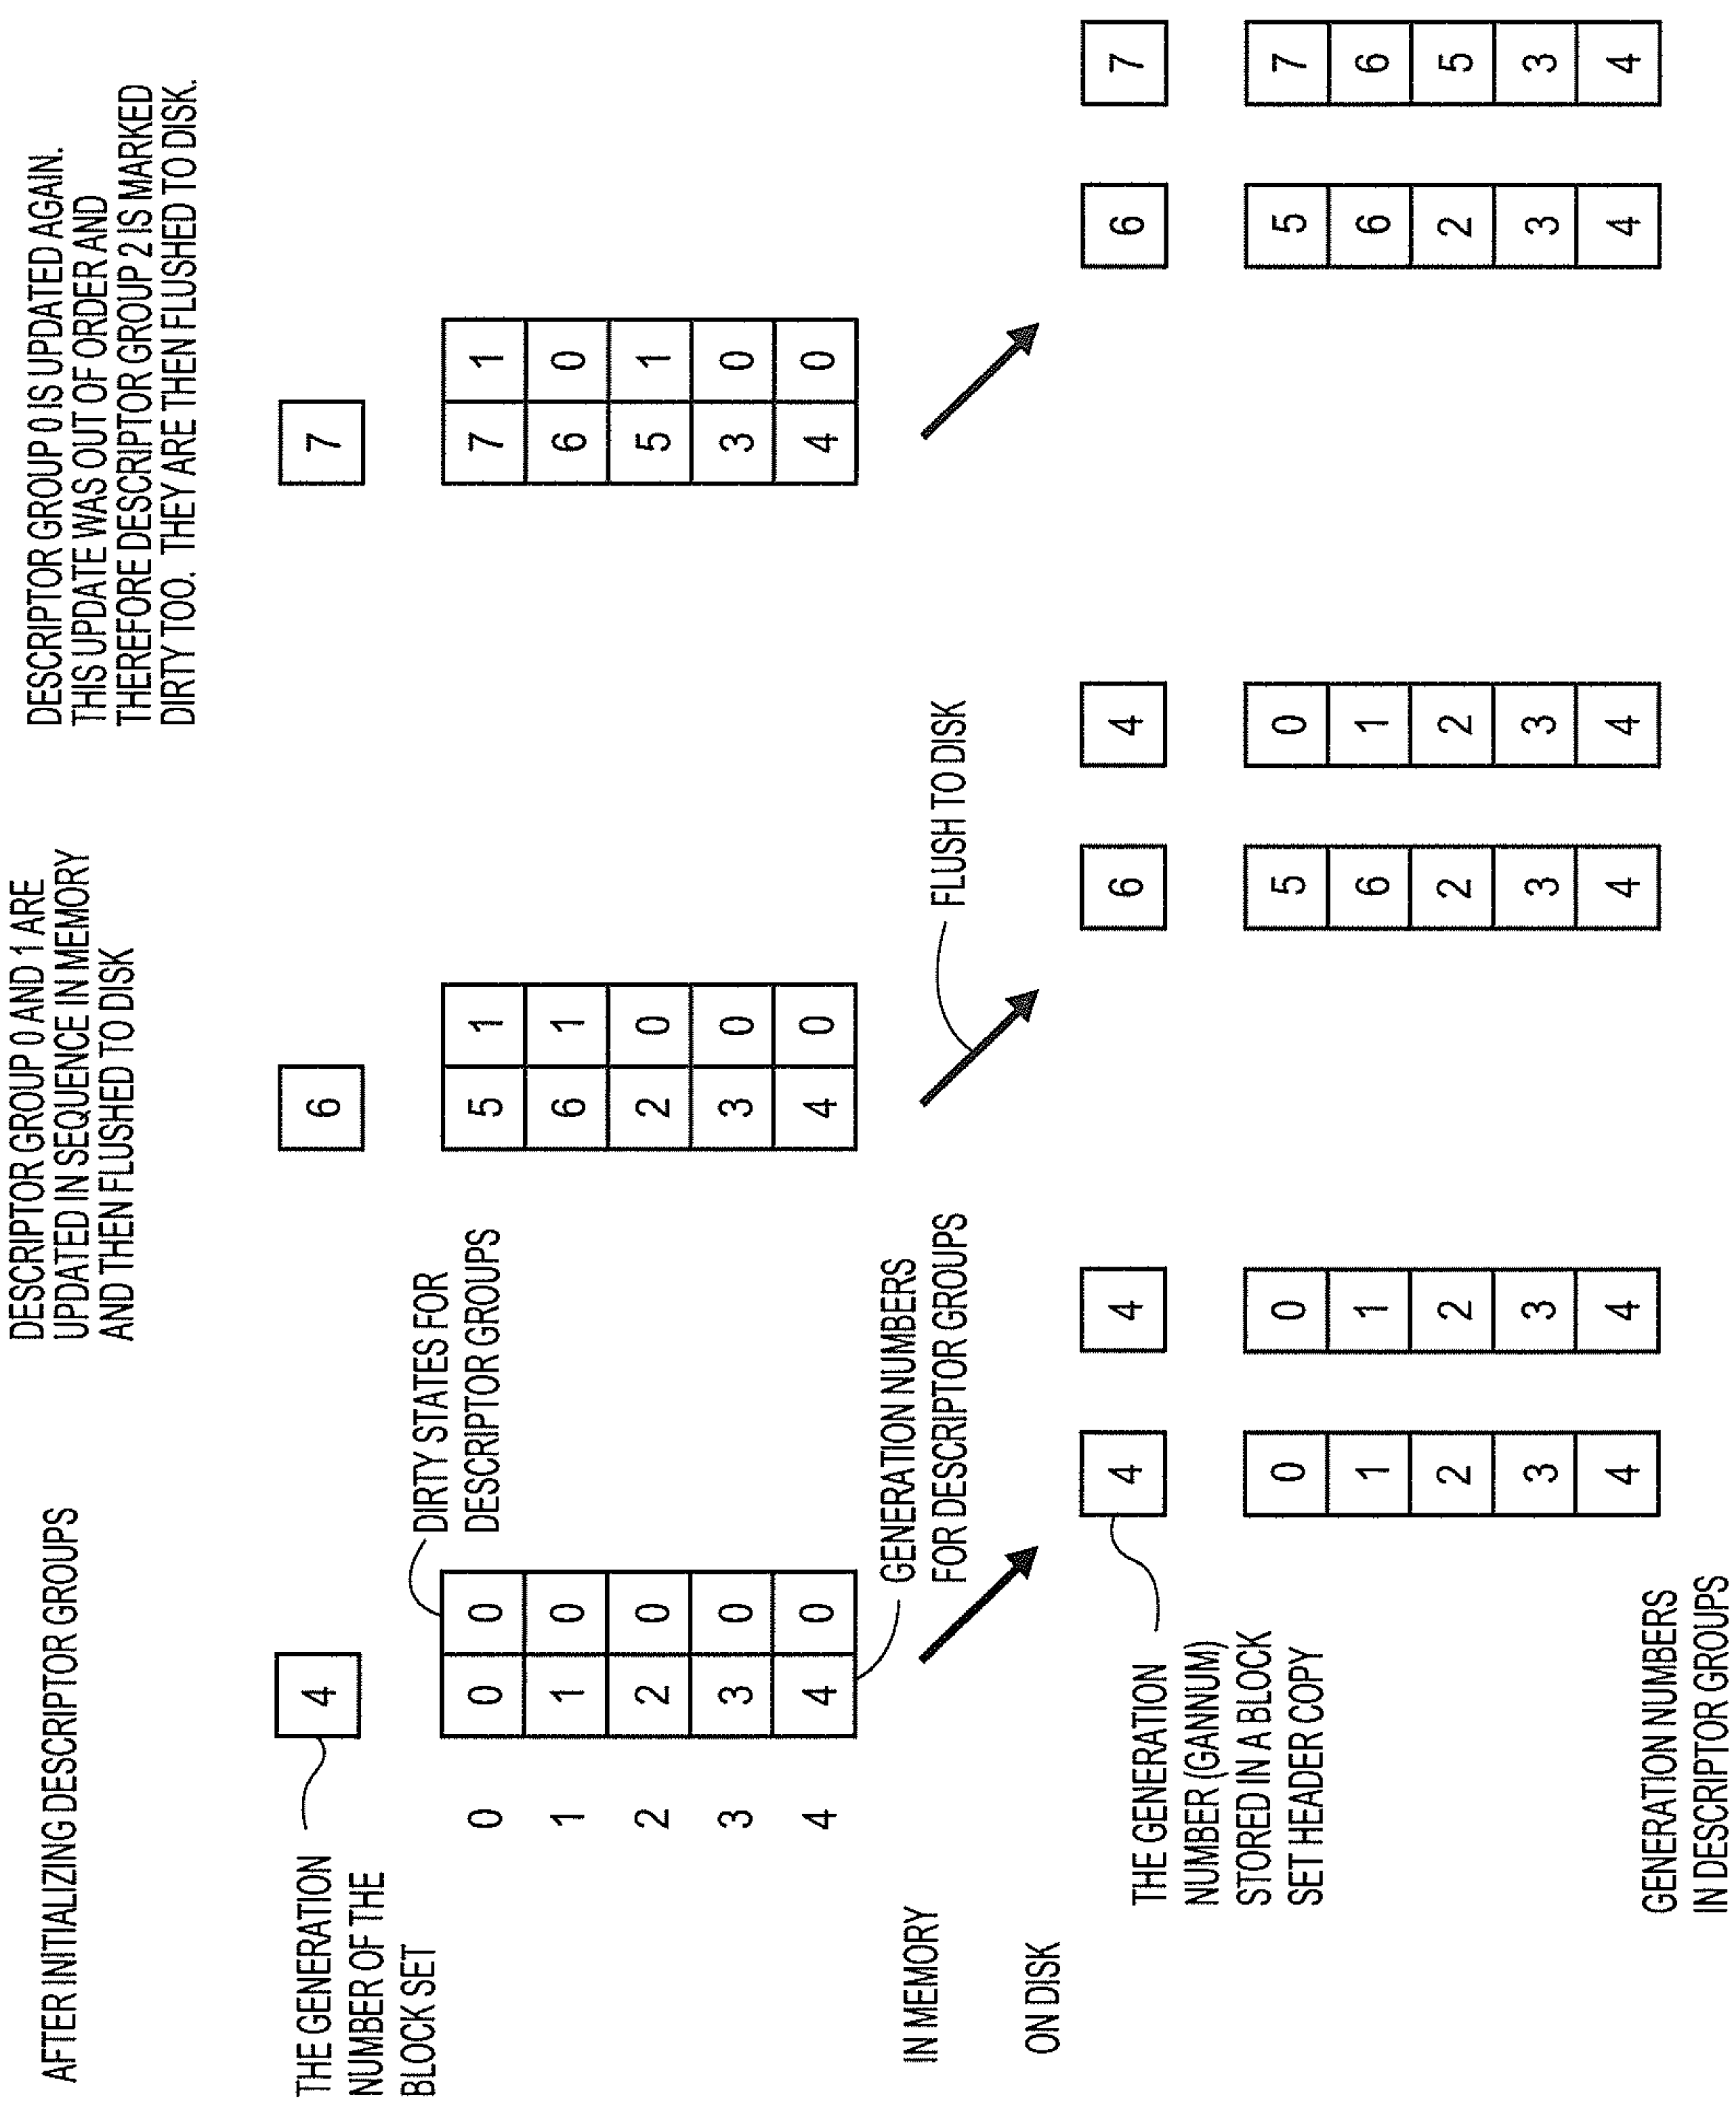 AFTER INITIALIZING DESCRIPTOR GROUPS
THE GENERATION
NUMBER OF THE
BLOCK SET
4
DIRTY STATES FOR
DESCRIPTOR GROUPS
0 0 0
1 1 0
2 2 0
3 3 0
4 4 0
GENERATION NUMBERS
FOR DESCRIPTOR GROUPS
IN MEMORY
ON DISK
THE GENERATION
NUMBER (GANNUM)
STORED IN A BLOCK
SET HEADER COPY
4 4
0 0
1 1
2 2
3 3
4 4
GENERATION NUMBERS
IN DESCRIPTOR GROUPS
DESCRIPTOR GROUP 0 AND 1 ARE
UPDATED IN SEQUENCE IN MEMORY
AND THEN FLUSHED TO DISK
6
5 1
6 1
2 0
3 0
4 0
FLUSH TO DISK
6 4
5 0
6 1
2 2
3 3
4 4
DESCRIPTOR GROUP 0 IS UPDATED AGAIN.
THIS UPDATE WAS OUT OF ORDER AND
THEREFORE DESCRIPTOR GROUP 2 IS MARKED
DIRTY TOO. THEY ARE THEN FLUSHED TO DISK.
7
7 1
6 0
5 1
3 0
4 0
6 7
5 7
6 6
2 5
3 3
4 4